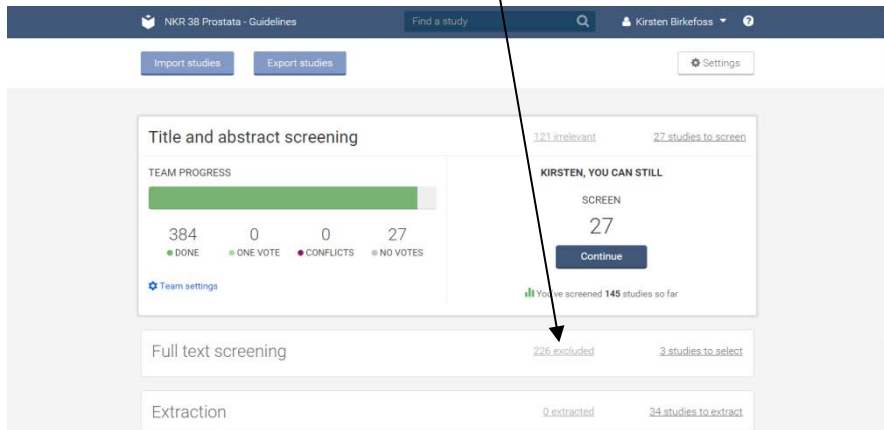 NKR 38 Prostata - Guidelines Find a study Kirsten Birkefoss ?
Import studies Export studies Settings
Title and abstract screening 121 irrelevant 27 studies to screen
TEAM PROGRESS KIRSTEN, YOU CAN STILL
SCREEN
384 0 0 27 27
DONE ONE VOTE CONFLICTS NO VOTES Continue
Team settings You've screened 145 studies so far
Full text screening 226 excluded 3 studies to select
Extraction 0 extracted 34 studies to extract